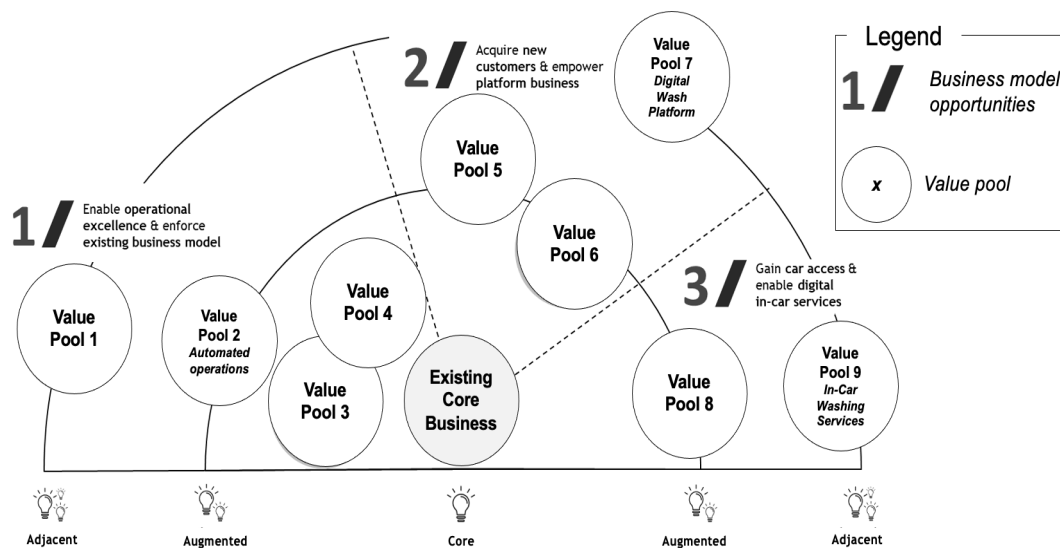 2
Acquire new
customers & empower
platform business
Value
Pool 7
Digital
Wash
Platform
Legend
1
Business model
opportunities
x
Value pool
1
Enable operational
excellence & enforce
existing business model
Value
Pool 5
Value
Pool 6
3
Gain car access &
enable digital
in-car services
Value
Pool 1
Value
Pool 2
Automated
operations
Value
Pool 4
Value
Pool 3
Existing
Core
Business
Value
Pool 8
Value
Pool 9
In-Car
Washing
Services
Adjacent
Augmented
Core
Augmented
Adjacent